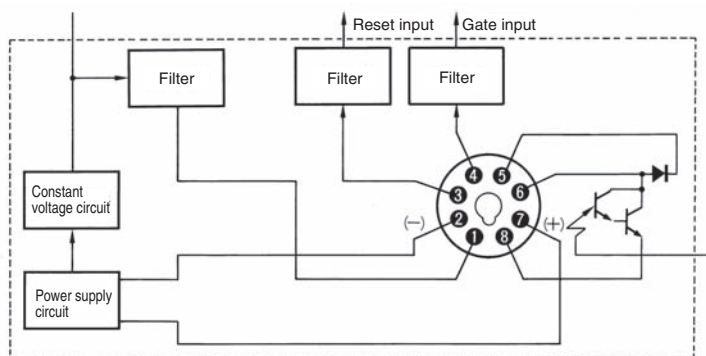 Reset input
Gate input
Filter
Filter
Filter
4
5
3
6
Constant
voltage circuit
(−)
2
7
(+)
1
8
Power supply
circuit